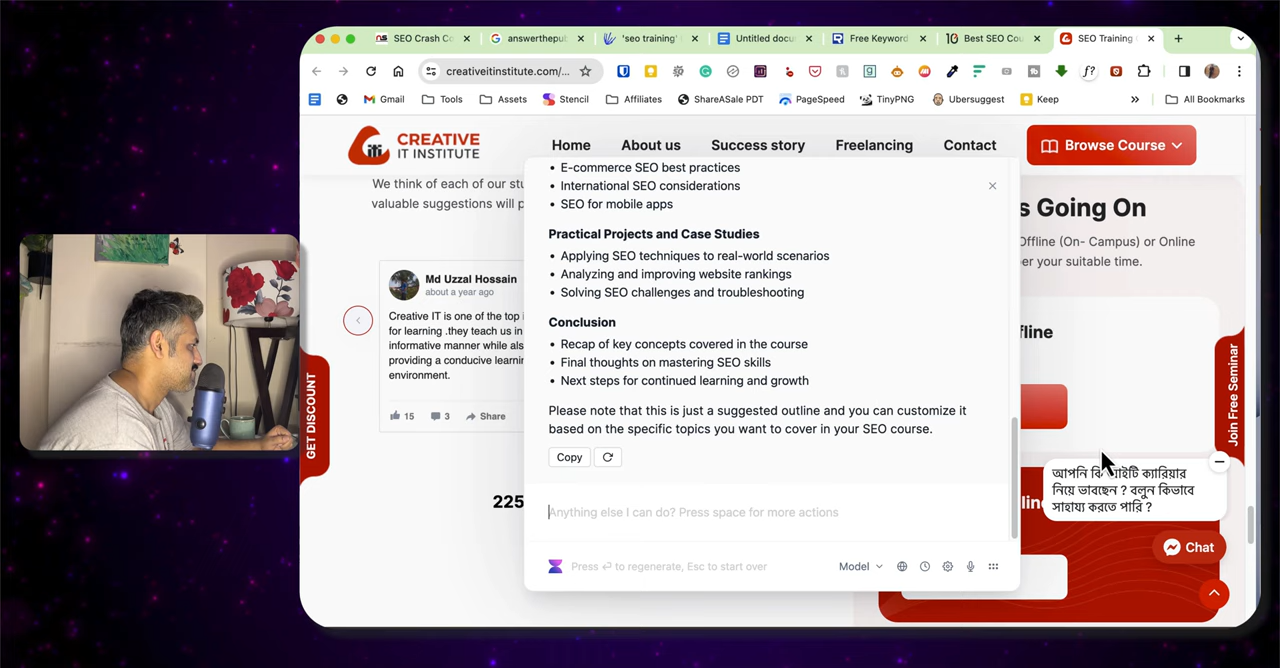 SEO Crash Co
answerthepub
'seo training'
Untitled docu
Free Keyword
10 Best SEO Cou
SEO Training
creativeitinstitute.com/...
Gmail
Tools
Assets
Stencil
Affiliates
ShareASale PDT
PageSpeed
TinyPNG
Ubersuggest
Keep
All Bookmarks
CREATIVE
IT INSTITUTE
Home
About us
Success story
Freelancing
Contact
Browse Course
We think of each of our stu
valuable suggestions will p
Md Uzzal Hossain
about a year ago
Creative IT is one of the top i
for learning .they teach us in
informative manner while als
providing a conducive learnin
environment.
15
3
Share
GET DISCOUNT
225
• E-commerce SEO best practices
• International SEO considerations
• SEO for mobile apps
Practical Projects and Case Studies
• Applying SEO techniques to real-world scenarios
• Analyzing and improving website rankings
• Solving SEO challenges and troubleshooting
Conclusion
• Recap of key concepts covered in the course
• Final thoughts on mastering SEO skills
• Next steps for continued learning and growth
Please note that this is just a suggested outline and you can customize it
based on the specific topics you want to cover in your SEO course.
Copy
Anything else I can do? Press space for more actions
Press ⏎ to regenerate, Esc to start over
Model
s Going On
Offline (On- Campus) or Online
er your suitable time.
fline
Join Free Seminar
আপনি কি আইটি ক্যারিয়ার
নিয়ে ভাবছেন ? বলুন কিভাবে
সাহায্য করতে পারি ?
Chat